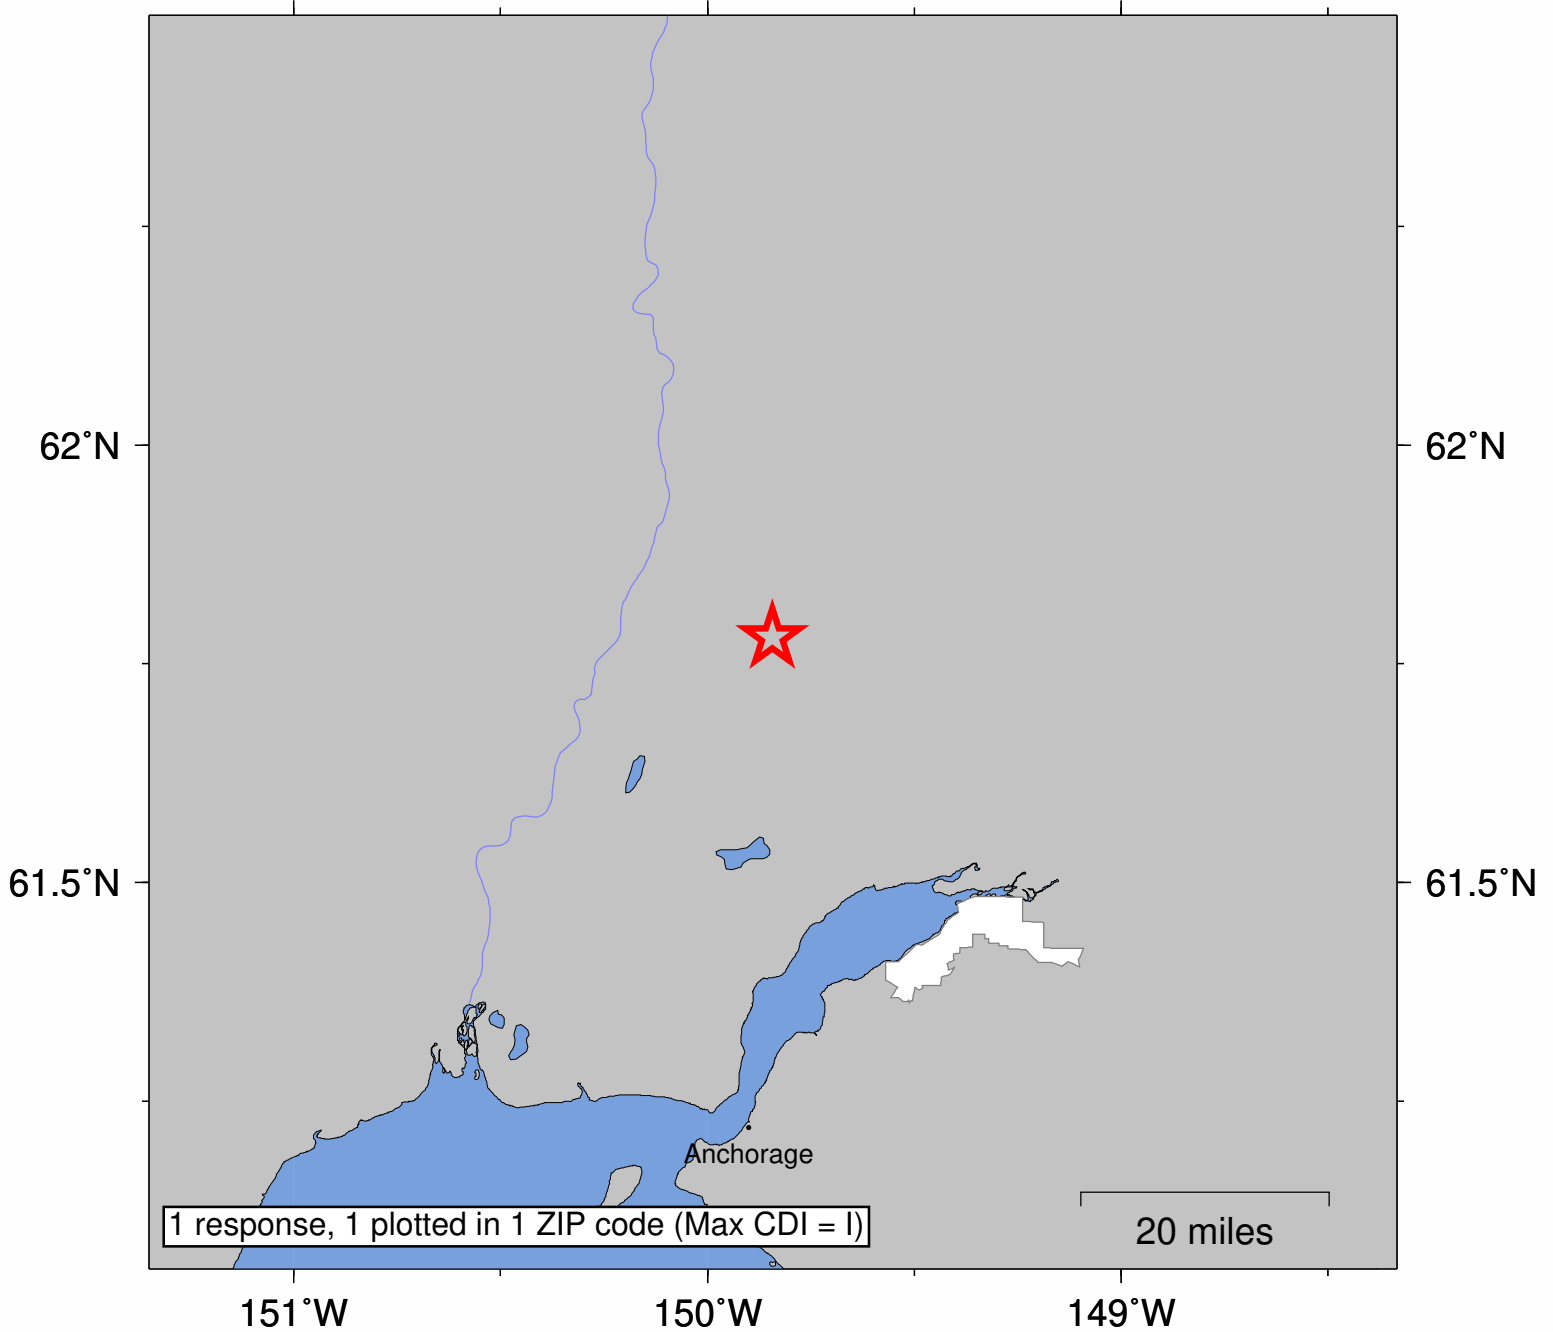 62˚N
62˚N
61.5˚N
61.5˚N
Anchorage
1 response, 1 plotted in 1 ZIP code (Max CDI = I)
20 miles
151˚W
150˚W
149˚W